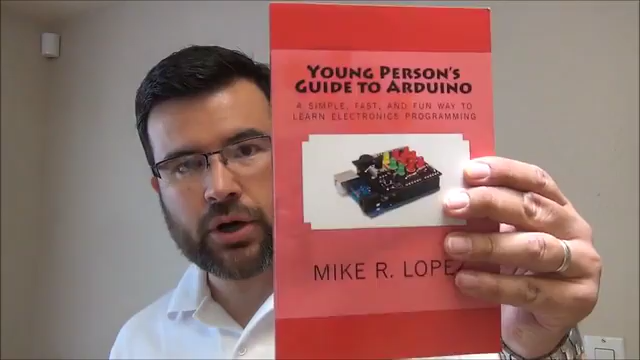 Young Person's
Guide to Arduino
A simple, fast, and fun way to
learn electronics programming
Mike R.